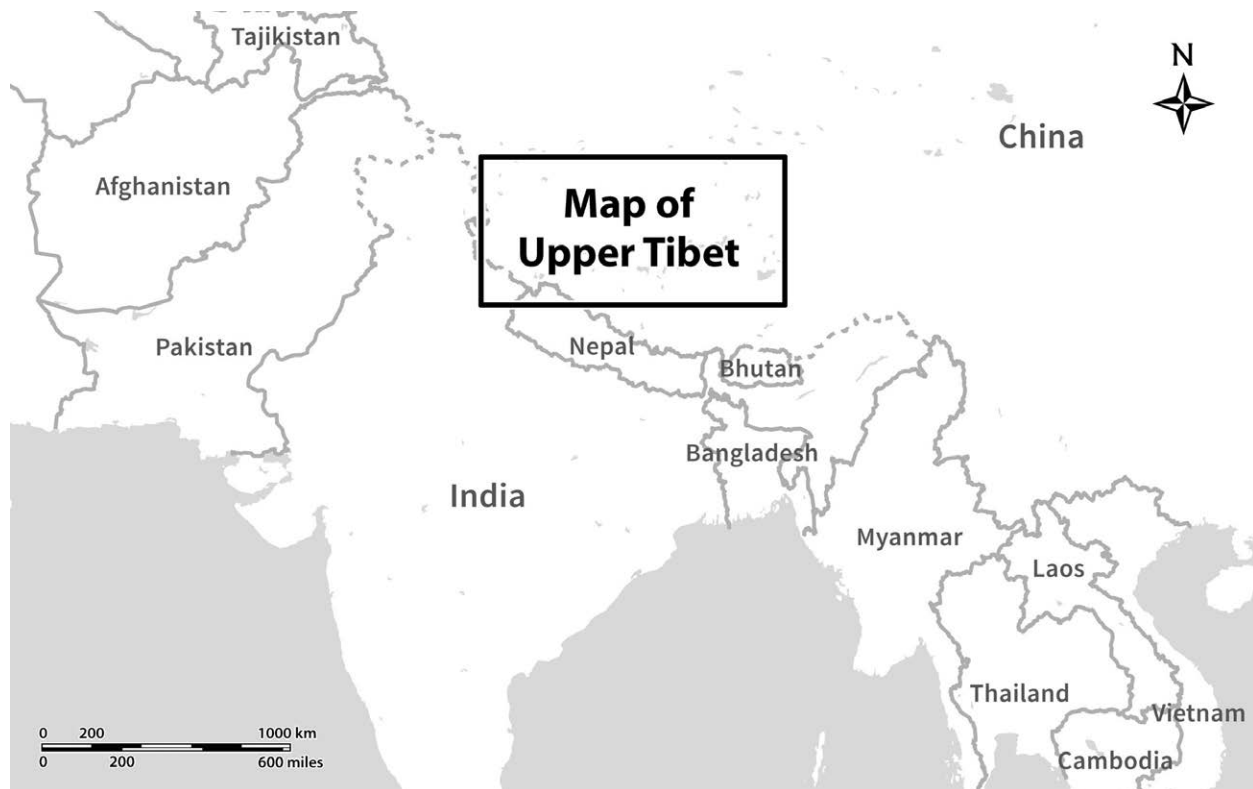 Tajikistan
N
China
Afghanistan
Map of
Upper Tibet
Pakistan
Nepal
Bhutan
Bangladesh
India
Myanmar
Laos
Thailand
Vietnam
Cambodia
0 200 1000 km
0 200 600 miles